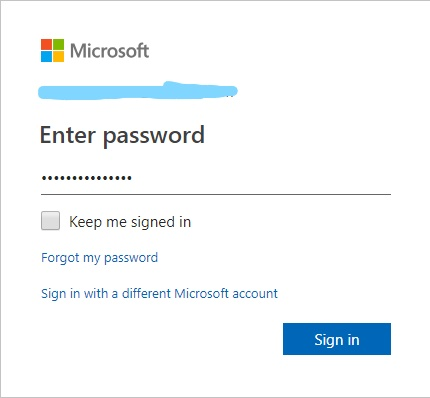 Microsoft
Enter password
•••••••••••••••
Keep me signed in
Forgot my password
Sign in with a different Microsoft account
Sign in